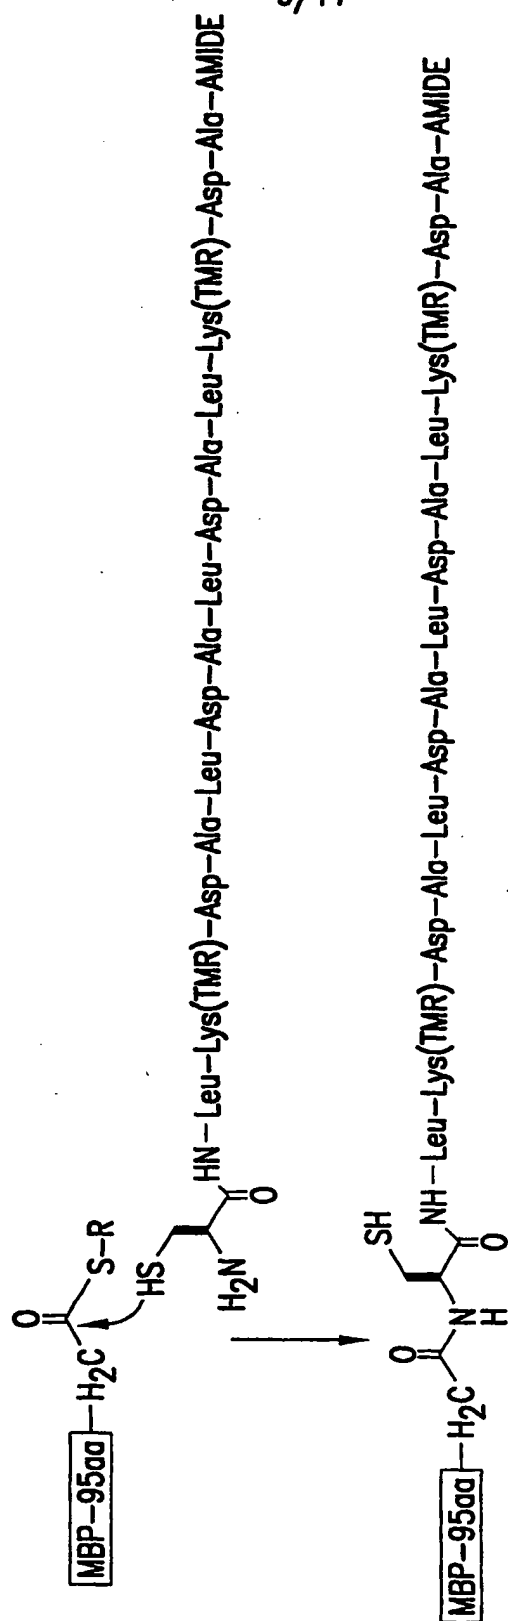 O
MBP–95aa–H₂C S–R
HS
H₂N O
HN–Leu–Lys(TMR)–Asp–Ala–Leu–Asp–Ala–Leu–Asp–Ala–Leu–Lys(TMR)–Asp–Ala–AMIDE
SH
O
MBP–95aa–H₂C N H O
NH–Leu–Lys(TMR)–Asp–Ala–Leu–Asp–Ala–Leu–Asp–Ala–Leu–Lys(TMR)–Asp–Ala–AMIDE